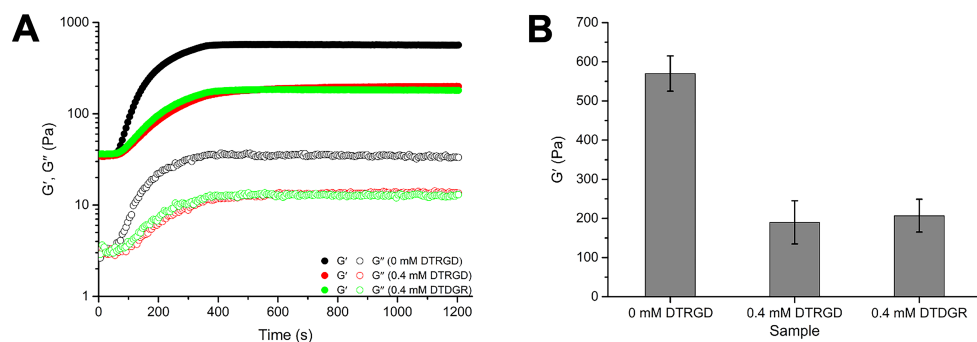 A
1000
100
10
1
G′, G″ (Pa)
G′ G″ (0 mM DTRGD)
G′ G″ (0.4 mM DTRGD)
G′ G″ (0.4 mM DTDGR)
0 200 400 600 800 1000 1200
Time (s)
B
700
600
500
400
300
200
100
0
G′ (Pa)
0 mM DTRGD 0.4 mM DTRGD 0.4 mM DTDGR
Sample